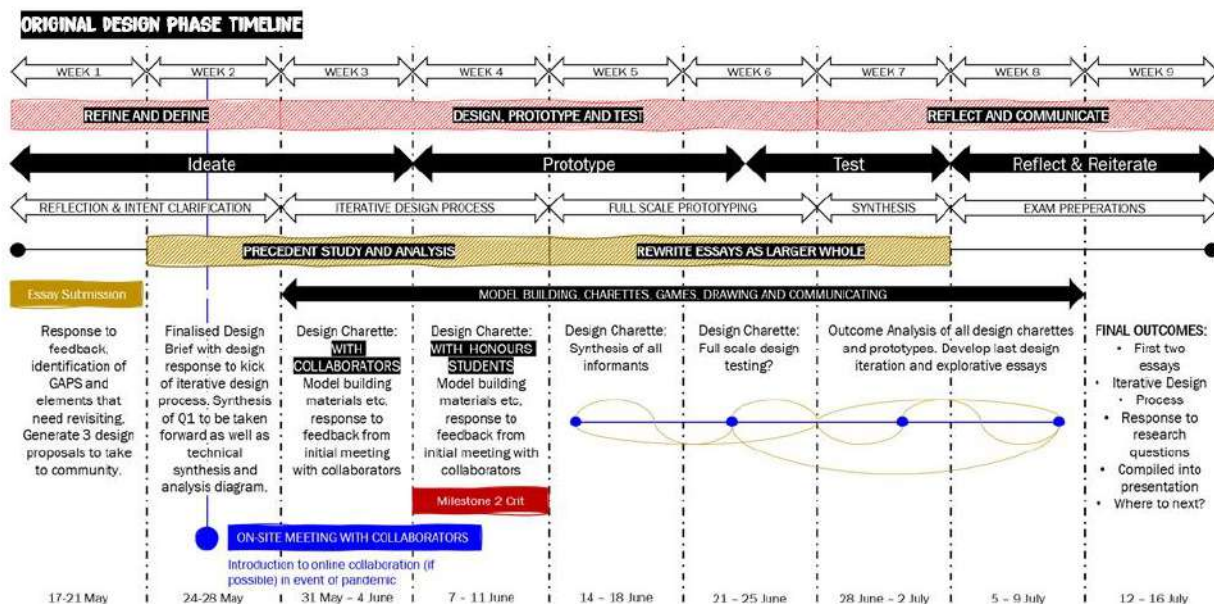 ORIGINAL DESIGN PHASE TIMELINE
WEEK 1
WEEK 2
WEEK 3
WEEK 4
WEEK 5
WEEK 6
WEEK 7
WEEK 8
WEEK 9
REFINE AND DEFINE
DESIGN, PROTOTYPE AND TEST
REFLECT AND COMMUNICATE
Ideate
Prototype
Test
Reflect & Reiterate
REFLECTION & INTENT CLARIFICATION
ITERATIVE DESIGN PROCESS
FULL SCALE PROTOTYPING
SYNTHESIS
EXAM PREPERATIONS
PRECEDENT STUDY AND ANALYSIS
REWRITE ESSAYS AS LARGER WHOLE
Essay Submission
MODEL BUILDING, CHARETTES, GAMES, DRAWING AND COMMUNICATING
Response to
feedback,
identification of
GAPS and
elements that
need revisiting.
Generate 3 design
proposals to take
to community.
Finalised Design
Brief with design
response to kick
of iterative design
process. Synthesis
of Q1 to be taken
forward as well as
technical
synthesis and
analysis diagram.
Design Charette:
WITH
COLLABORATORS
Model building
materials etc.
response to
feedback from
initial meeting
with collaborators
Design Charette:
WITH HONOURS
STUDENTS
Model building
materials etc,
response to
feedback from
initial meeting with
collaborators
Milestone 2 Crit
Design Charette:
Synthesis of all
informants
Design Charette:
Full scale design
testing?
Outcome Analysis of all design charettes
and prototypes. Develop last design
iteration and explorative essays
FINAL OUTCOMES:
• First two
essays
• Iterative Design
Process
• Response to
research
questions
• Compiled into
presentation
• Where to next?
ON-SITE MEETING WITH COLLABORATORS
Introduction to online collaboration (if
possible) in event of pandemic
17-21 May
24-28 May
31 May – 4 June
7 – 11 June
14 – 18 June
21 – 25 June
28 June – 2 July
5 – 9 July
12 – 16 July